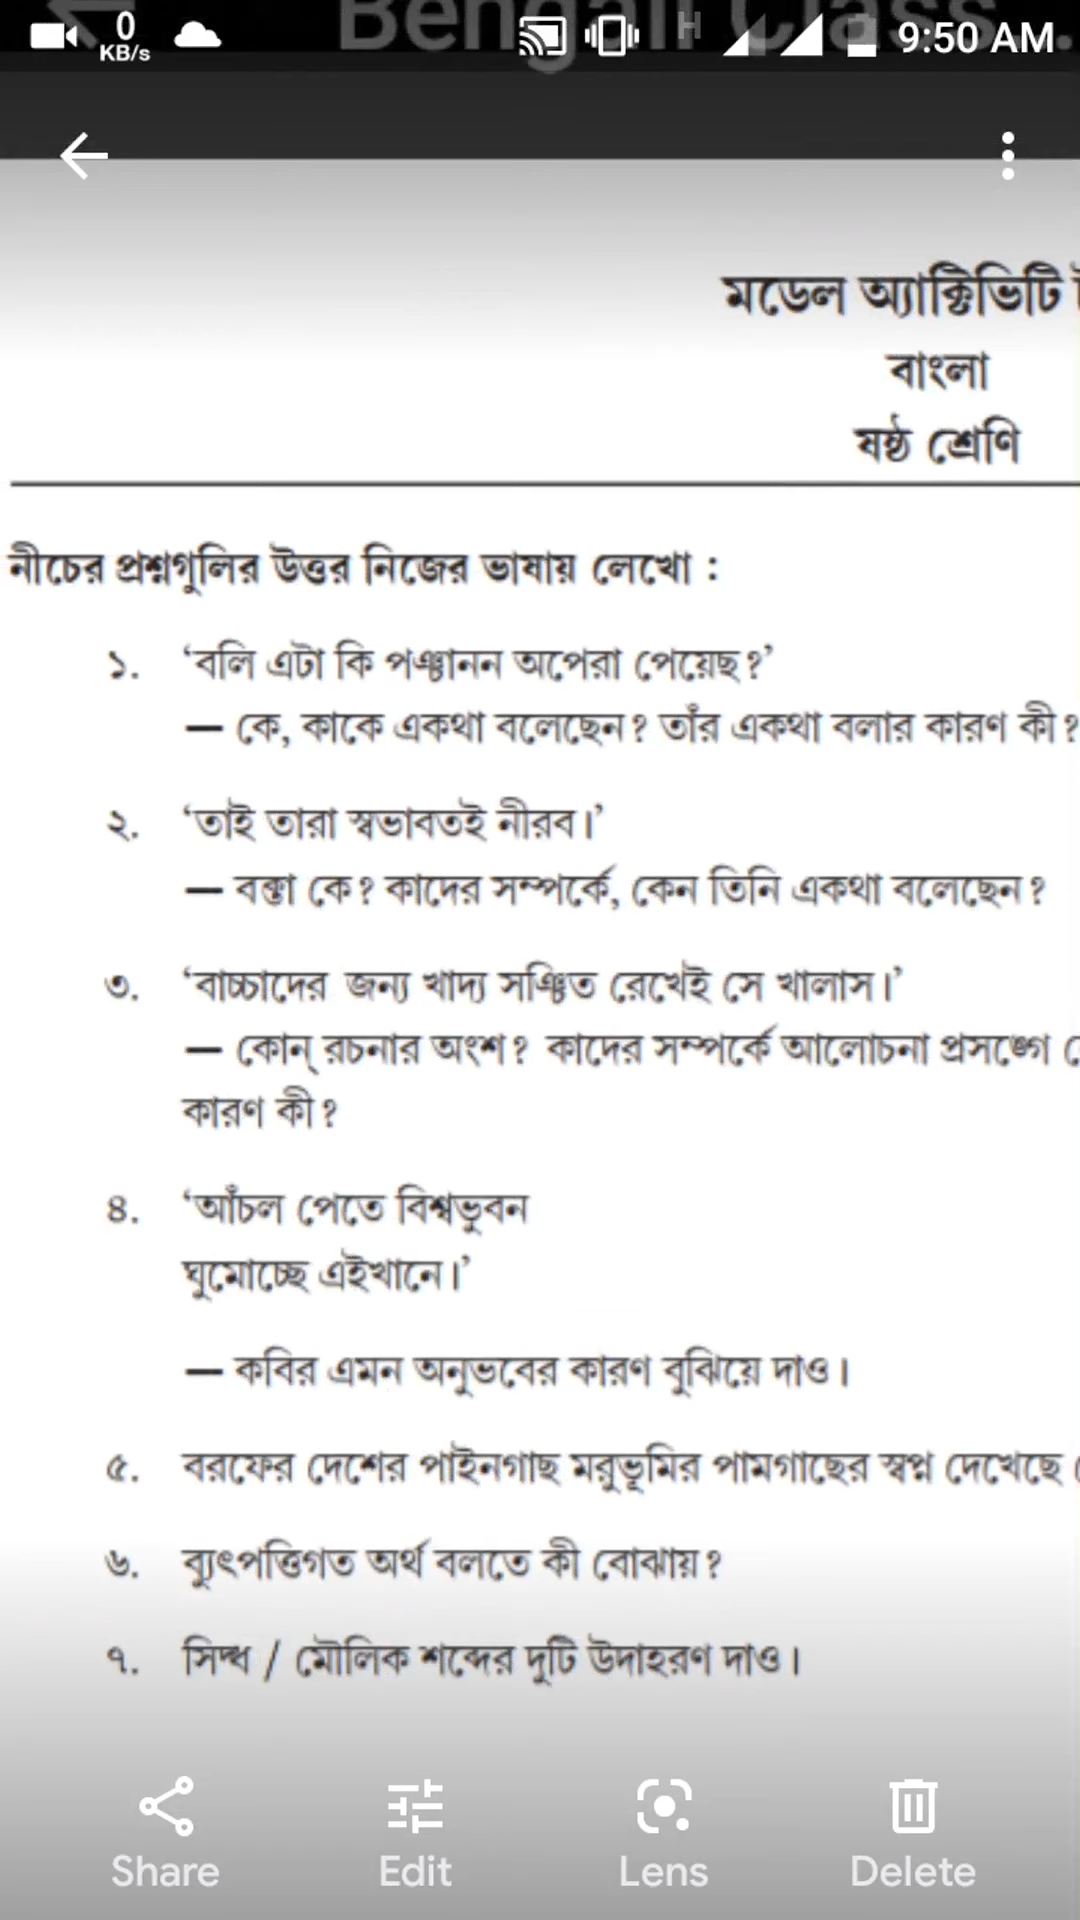 Bengali Class...
0
KB/s
H
9:50 AM
মডেল অ্যাক্টিভিটি
বাংলা
ষষ্ঠ শ্রেণি
নীচের প্রশ্নগুলির উত্তর নিজের ভাষায় লেখো :
১. ‘বলি এটা কি পঞ্চানন অপেরা পেয়েছ?’
— কে, কাকে একথা বলেছেন? তাঁর একথা বলার কারণ কী?
২. ‘তাই তারা স্বভাবতই নীরব।’
— বক্তা কে? কাদের সম্পর্কে, কেন তিনি একথা বলেছেন?
৩. ‘বাচ্চাদের জন্য খাদ্য সঞ্চিত রেখেই সে খালাস।’
— কোন্ রচনার অংশ? কাদের সম্পর্কে আলোচনা প্রসঙ্গে
কারণ কী?
৪. ‘আঁচল পেতে বিশ্বভুবন
ঘুমোচ্ছে এইখানে।’
— কবির এমন অনুভবের কারণ বুঝিয়ে দাও।
৫. বরফের দেশের পাইনগাছ মরুভূমির পামগাছের স্বপ্ন দেখেছে
৬. ব্যুৎপত্তিগত অর্থ বলতে কী বোঝায়?
৭. সিদ্ধ / মৌলিক শব্দের দুটি উদাহরণ দাও।
Share Edit Lens Delete